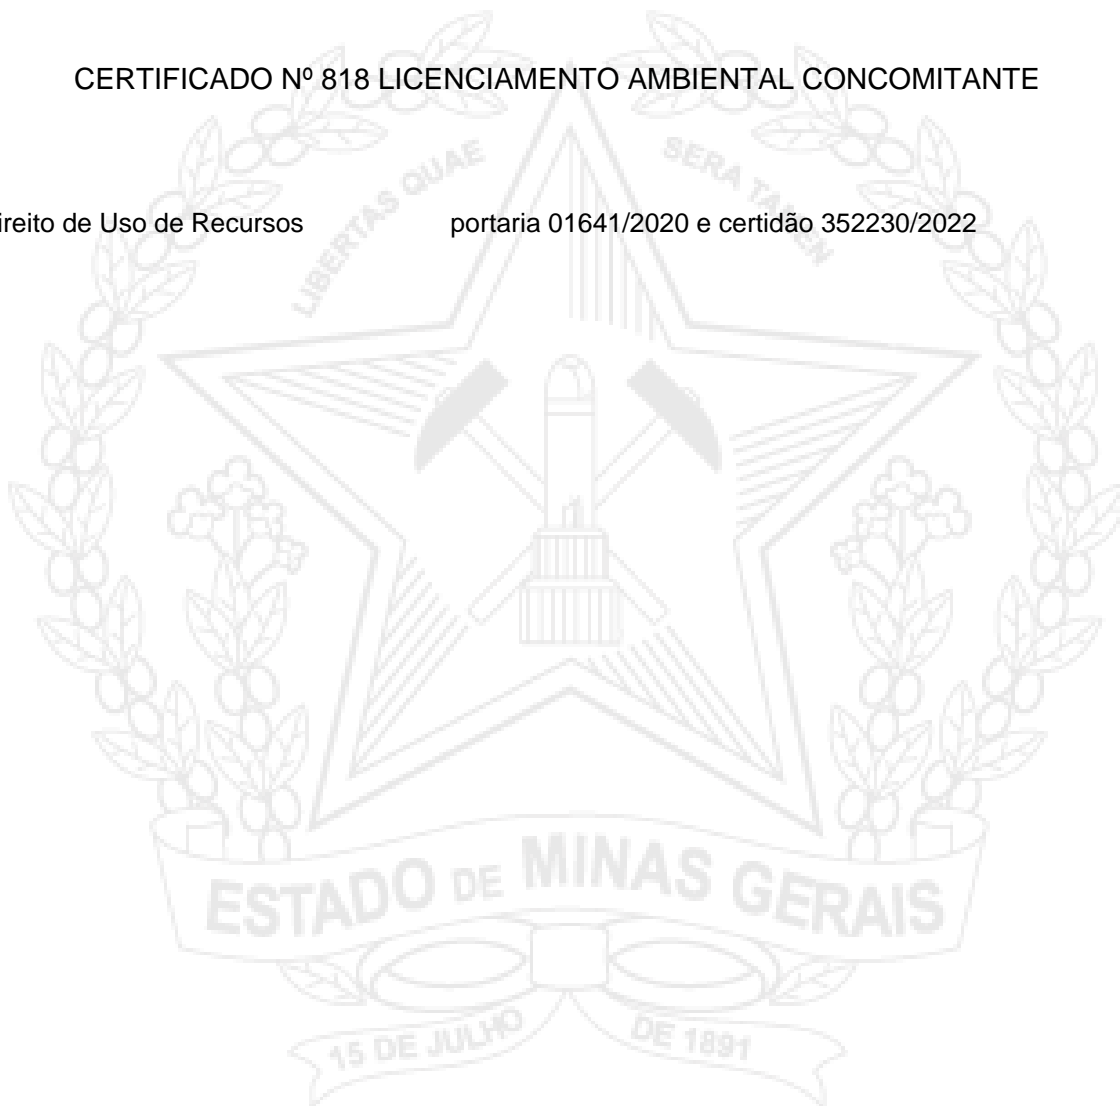 CERTIFICADO Nº 818 LICENCIAMENTO AMBIENTAL CONCOMITANTE
LIBERTAS QUAE SERA TAMEN
ireito de Uso de Recursos portaria 01641/2020 e certidão 352230/2022
ESTADO DE MINAS GERAIS
15 DE JULHO DE 1891